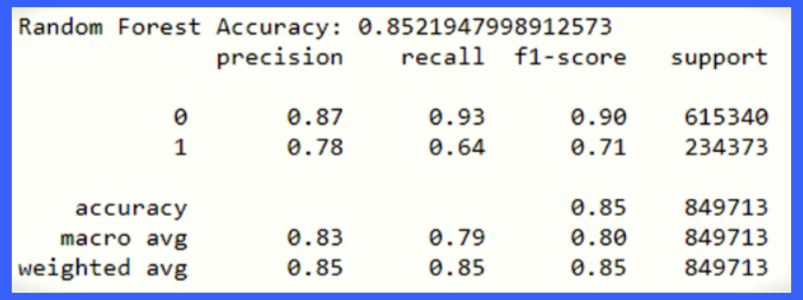 Random Forest Accuracy: 0.8521947998912573
precision recall f1-score support
0 0.87 0.93 0.90 615340
1 0.78 0.64 0.71 234373
accuracy 0.85 849713
macro avg 0.83 0.79 0.80 849713
weighted avg 0.85 0.85 0.85 849713